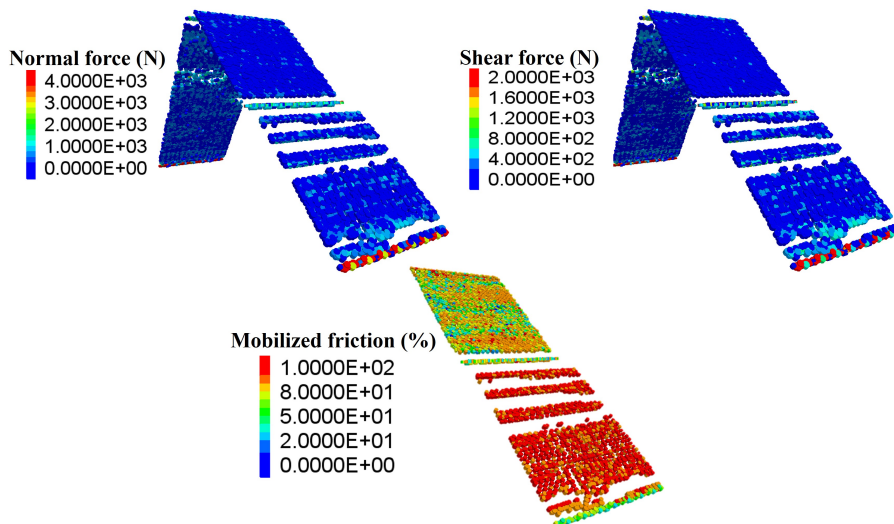 Normal force (N)
4.0000E+03
3.0000E+03
2.0000E+03
1.0000E+03
0.0000E+00
Shear force (N)
2.0000E+03
1.6000E+03
1.2000E+03
8.0000E+02
4.0000E+02
0.0000E+00
Mobilized friction (%)
1.0000E+02
8.0000E+01
5.0000E+01
2.0000E+01
0.0000E+00